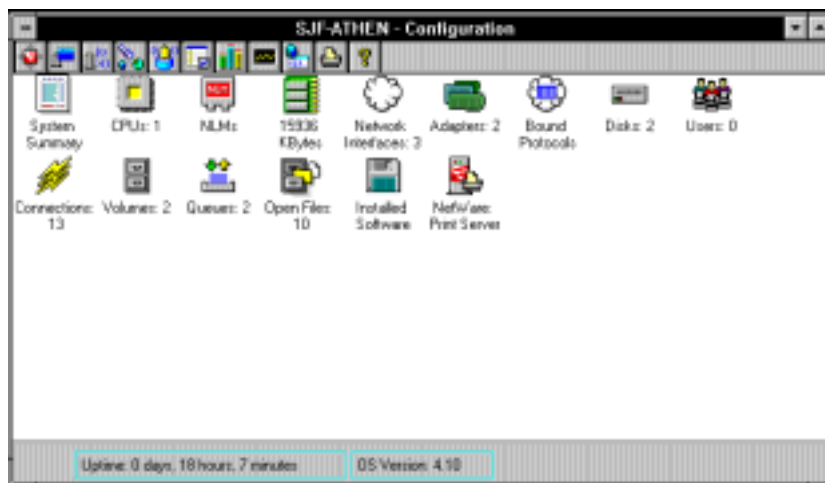 SJF-ATHEN - Configuration
System Summary
CPUs: 1
NLMs
NLM
15936 KBytes
Network Interfaces: 3
Adapters: 2
Bound Protocols
Disks: 2
Users: 0
Connections: 13
Volumes: 2
Queues: 2
Open Files: 10
Installed Software
NetWare: Print Server
Uptime: 0 days, 18 hours, 7 minutes
OS Version: 4.10